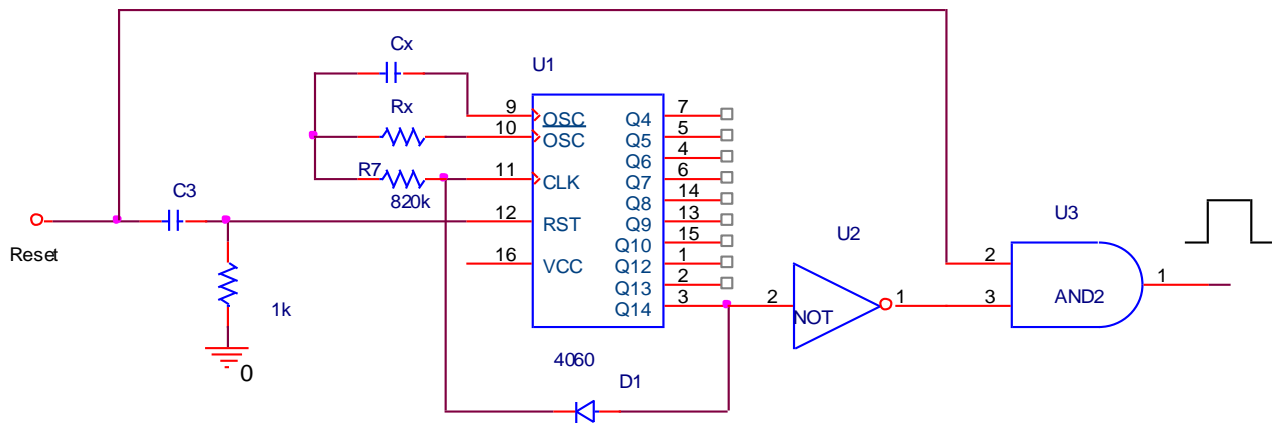 Cx
U1
9
OSC
Q4
7
Rx
10
OSC
Q5
5
Q6
4
R7
11
CLK
Q7
6
820k
Q8
14
C3
12
RST
Q9
13
U3
Q10
15
U2
Reset
16
VCC
Q12
1
2
Q13
2
1
1k
Q14
3
2
NOT
1
3
AND2
4060
0
D1